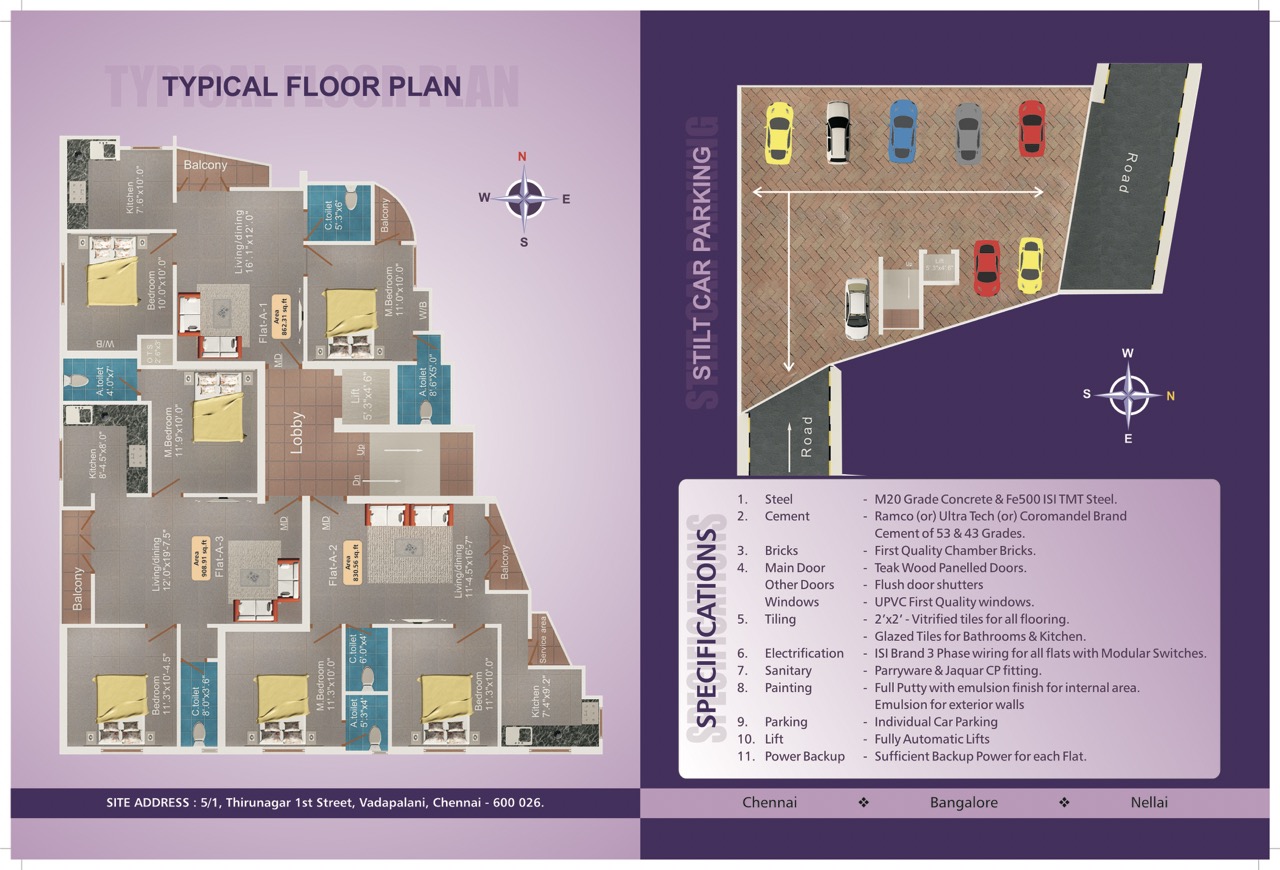 TYPICAL FLOOR PLAN
N
W
E
S
Balcony
Kitchen
7'.6"x10'.0"
Living/dining
16'.1"x12'.0"
C.toilet
5'.3"x6'
Balcony
Bedroom
10'.0"x10'.0"
M.Bedroom
11'.0"x10'.0"
Flat-A-1
Area
862.31 sq.ft
W/B
W/B
MD
A.toilet
4'.0"x7'
M.Bedroom
11'.9"x10'.0"
Lobby
Lift
5'.3"x4'.6"
A.toilet
8'.6"X5'.0"
Kitchen
8'-4.5"x8'.0"
Up
Dn
MD
MD
Living/dining
12'.0"x19'-7.5"
Area
908.91 sq.ft
Flat-A-3
Flat-A-2
Area
830.56 sq.ft
Living/dining
11'-4.5"x16"-7"
Balcony
Balcony
Service area
Bedroom
11'.3"x10'-4.5"
C.toilet
8'.0"x3'.6"
M.Bedroom
11'.3"x10'.0"
C.toilet
6'.0"x4'
A.toilet
5'.3"x4'
Bedroom
11'.3"x10'.0"
Kitchen
7'-4"x9'.2"
SITE ADDRESS : 5/1, Thirunagar 1st Street, Vadapalani, Chennai - 600 026.
STILT CAR PARKING
Road
Lift
Road
W
S
N
E
SPECIFICATIONS
1. Steel - M20 Grade Concrete & Fe500 ISI TMT Steel.
2. Cement - Ramco (or) Ultra Tech (or) Coromandel Brand
Cement of 53 & 43 Grades.
3. Bricks - First Quality Chamber Bricks.
4. Main Door - Teak Wood Panelled Doors.
Other Doors - Flush door shutters
Windows - UPVC First Quality windows.
5. Tiling - 2'x2' - Vitrified tiles for all flooring.
- Glazed Tiles for Bathrooms & Kitchen.
6. Electrification - ISI Brand 3 Phase wiring for all flats with Modular Switches.
7. Sanitary - Parryware & Jaquar CP fitting.
8. Painting - Full Putty with emulsion finish for internal area.
Emulsion for exterior walls
9. Parking - Individual Car Parking
10. Lift - Fully Automatic Lifts
11. Power Backup - Sufficient Backup Power for each Flat.
Chennai ❖ Bangalore ❖ Nellai